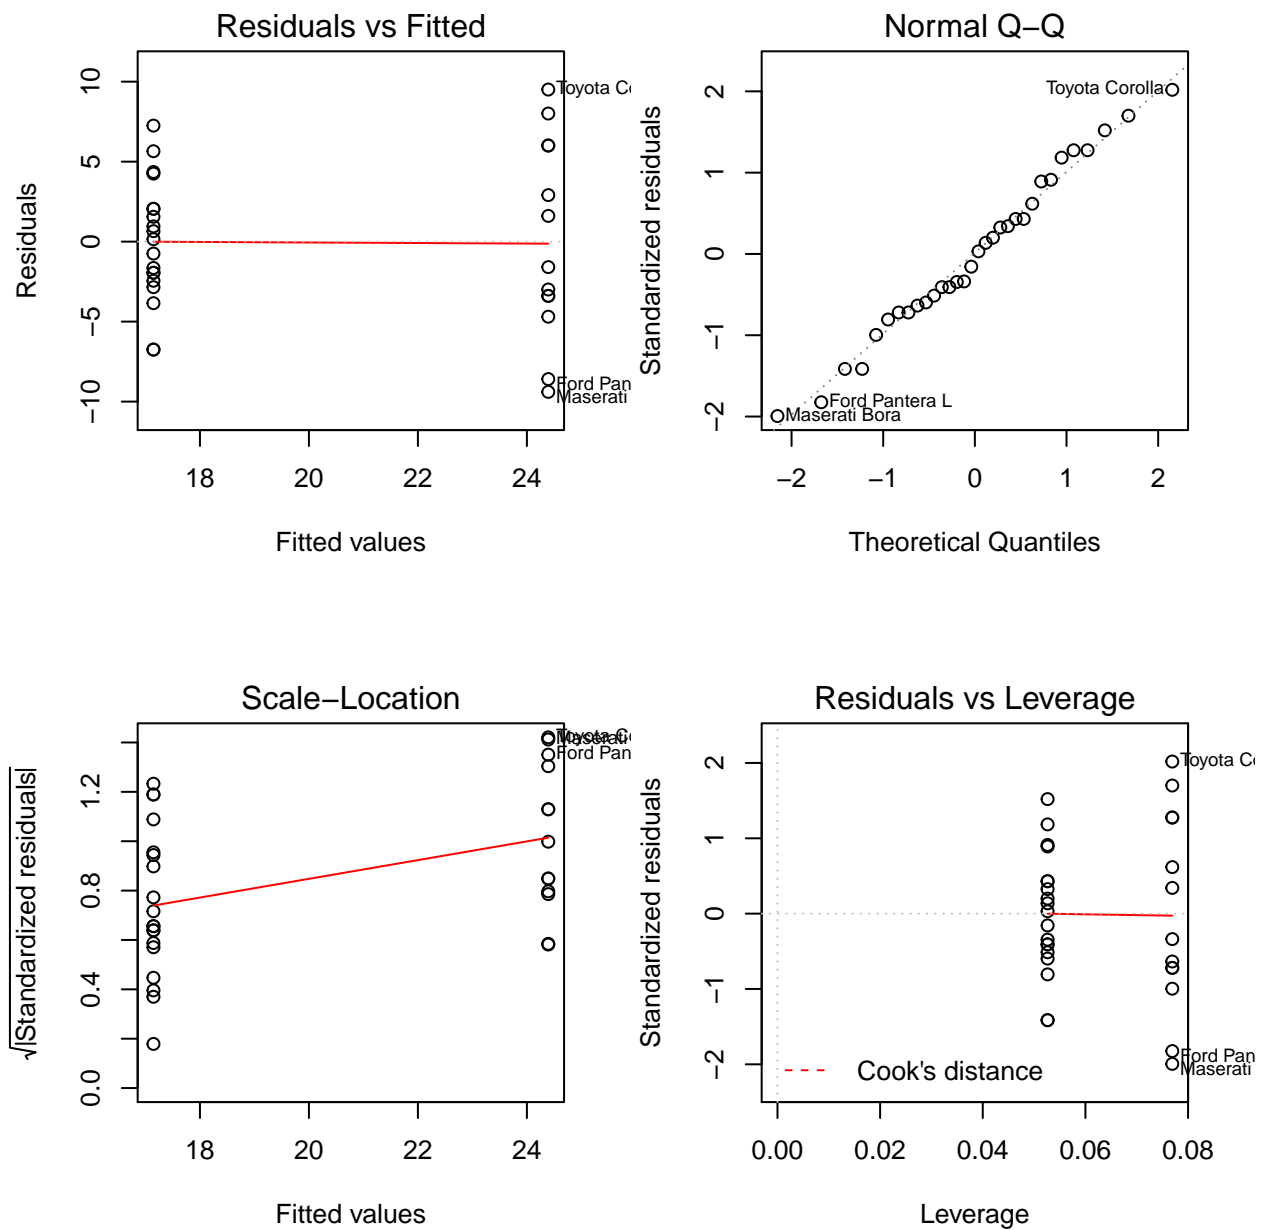 Residuals vs Fitted
Residuals
10
5
0
−5
−10
Toyota Co
Ford Pan
Maserati
18 20 22 24
Fitted values
Normal Q−Q
Standardized residuals
2
1
0
−1
−2
Toyota Corolla
Ford Pantera L
Maserati Bora
−2 −1 0 1 2
Theoretical Quantiles
Scale−Location
√|Standardized residuals|
1.2
0.8
0.4
0.0
Toyota Co
Maserati
Ford Pan
18 20 22 24
Fitted values
Residuals vs Leverage
Standardized residuals
2
1
0
−1
−2
Toyota Co
Ford Pan
Maserati
Cook's distance
0.00 0.02 0.04 0.06 0.08
Leverage